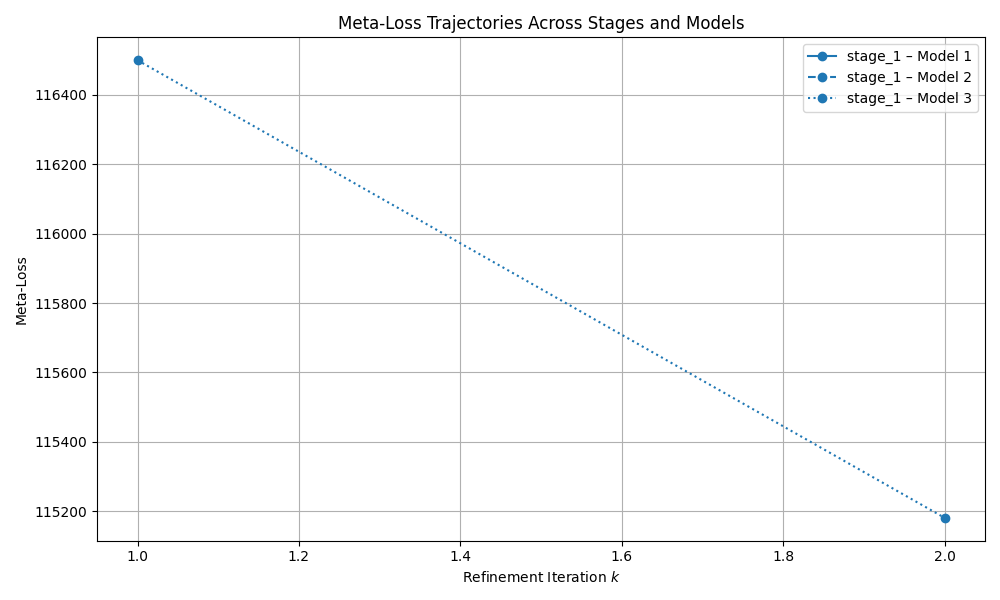 Meta-Loss Trajectories Across Stages and Models
stage_1 – Model 1
stage_1 – Model 2
stage_1 – Model 3
116400
116200
116000
115800
115600
115400
115200
Meta-Loss
1.0 1.2 1.4 1.6 1.8 2.0
Refinement Iteration k